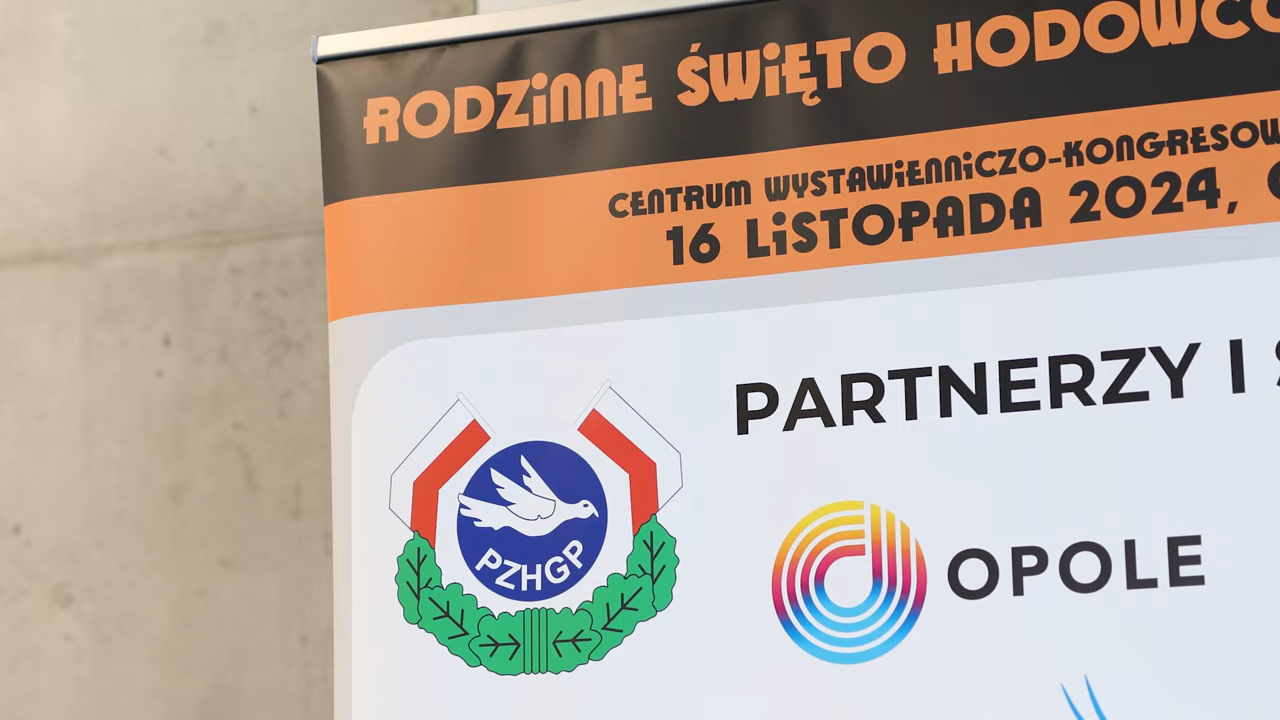 RODZINNE ŚWIĘTO HODOWCÓ
CENTRUM WYSTAWIENNICZO-KONGRESOW
16 LISTOPADA 2024,
PARTNERZY I
PZHGP
OPOLE